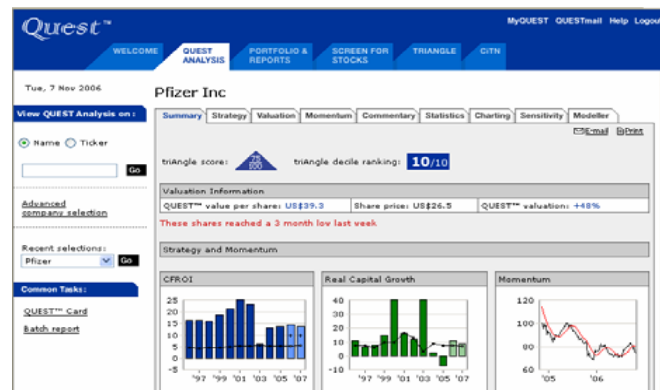 Quest™
MyQUEST QUESTmail Help Logout
WELCOME
QUEST ANALYSIS
PORTFOLIO & REPORTS
SCREEN FOR STOCKS
TRIANGLE
CITN
Tue, 7 Nov 2006
Pfizer Inc
View QUEST Analysis on:
Name Ticker
Go
Advanced
company selection
Recent selections:
Pfizer Go
Common Tasks:
QUEST™ Card
Batch report
Summary Strategy Valuation Momentum Commentary Statistics Charting Sensitivity Modeller
E-mail Print
triAngle score: 75/100 triAngle decile ranking: 10/10
Valuation Information
QUEST™ value per share: US$39.3 Share price: US$26.5 QUEST™ valuation: +48%
These shares reached a 3 month low last week
Strategy and Momentum
CFROI
25
20
15
10
5
0
-5
'97 '99 '01 '03 '05 '07
Real Capital Growth
40
30
20
10
0
-10
'97 '99 '01 '03 '05 '07
Momentum
120
100
80
60
'05 '06